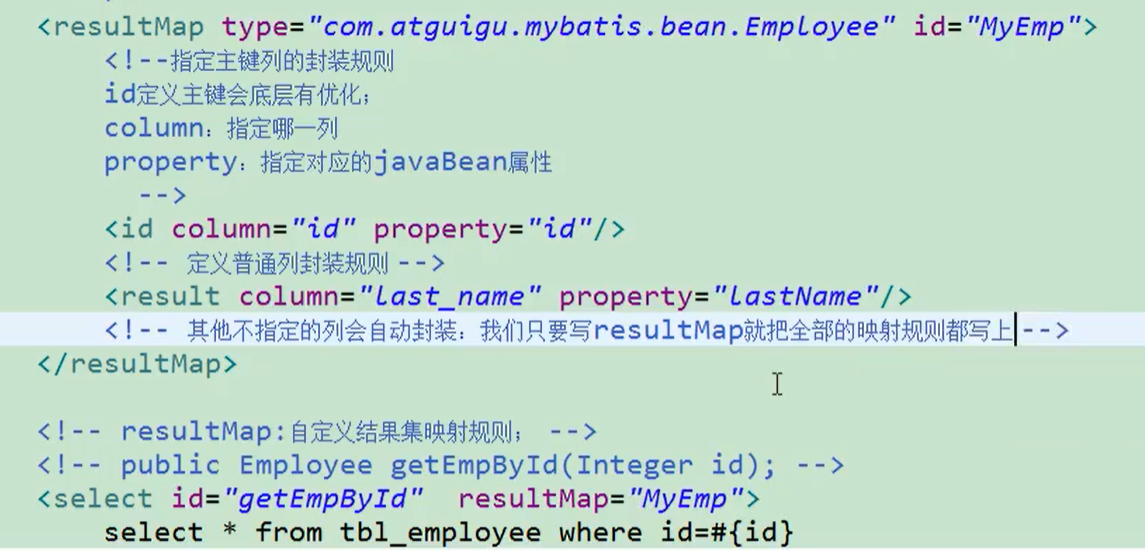 <resultMap type="com.atguigu.mybatis.bean.Employee" id="MyEmp">
<!--指定主键列的封装规则
id定义主键会底层有优化；
column：指定哪一列
property：指定对应的javaBean属性
-->
<id column="id" property="id"/>
<!-- 定义普通列封装规则 -->
<result column="last_name" property="lastName"/>
<!-- 其他不指定的列会自动封装：我们只要写resultMap就把全部的映射规则都写上-->
</resultMap>
<!-- resultMap:自定义结果集映射规则； -->
<!-- public Employee getEmpById(Integer id); -->
<select id="getEmpById" resultMap="MyEmp">
select * from tbl_employee where id=#{id}